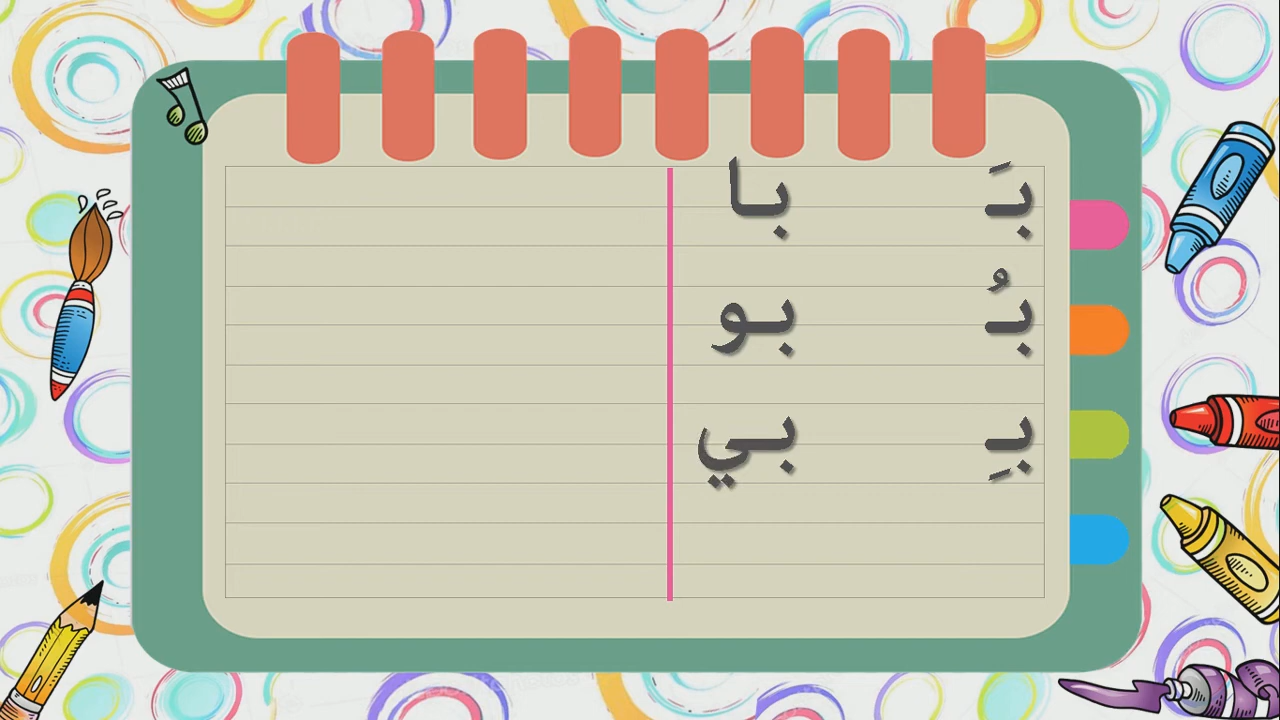 بَـ با
بُـ بو
بِـ بي